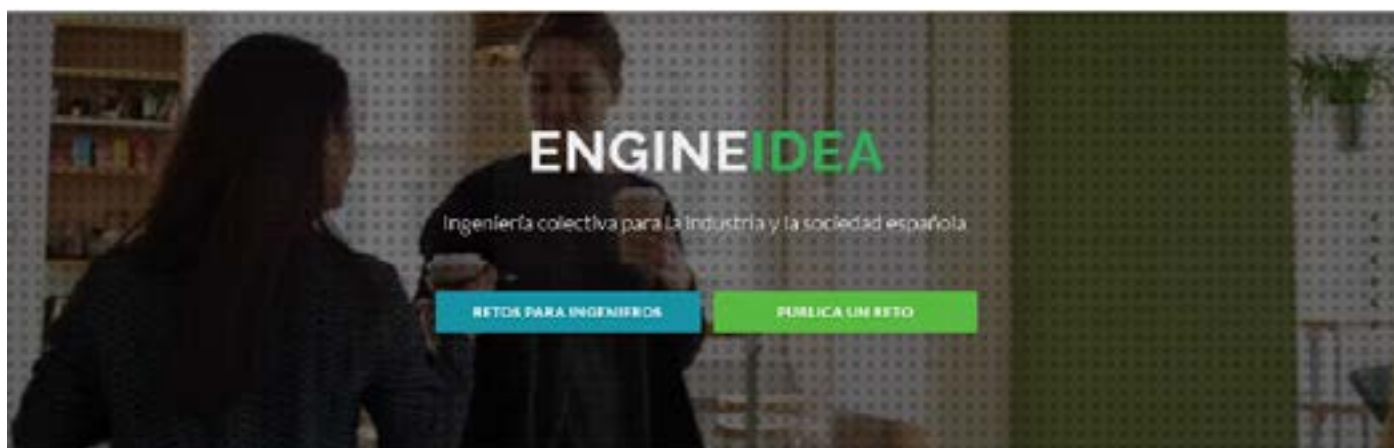 ENGINEIDEA
Ingeniería colectiva para la industria y la sociedad española
RETOS PARA INGENIEROS
PUBLICA UN RETO